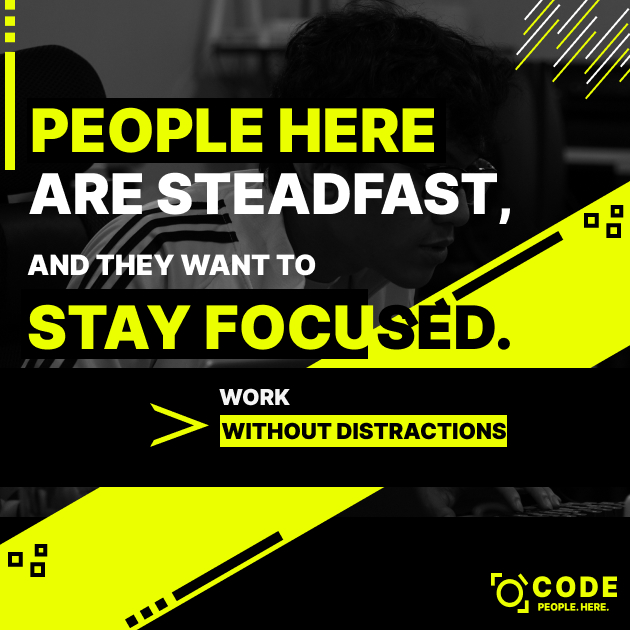 PEOPLE HERE
ARE STEADFAST,
AND THEY WANT TO
STAY FOCUSED.
WORK
WITHOUT DISTRACTIONS
CODE
PEOPLE. HERE.